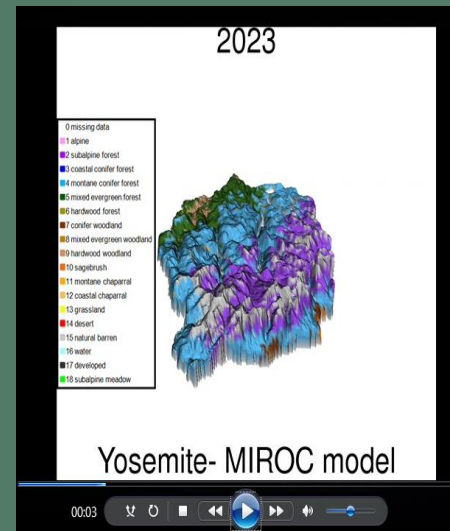 2023
0 missing data
1 alpine
2 subalpine forest
3 coastal conifer forest
4 montane conifer forest
5 mixed evergreen forest
6 hardwood forest
7 conifer woodland
8 mixed evergreen woodland
9 hardwood woodland
10 sagebrush
11 montane chaparral
12 coastal chaparral
13 grassland
14 desert
15 natural barren
16 water
17 developed
18 subalpine meadow
Yosemite- MIROC model
00:03